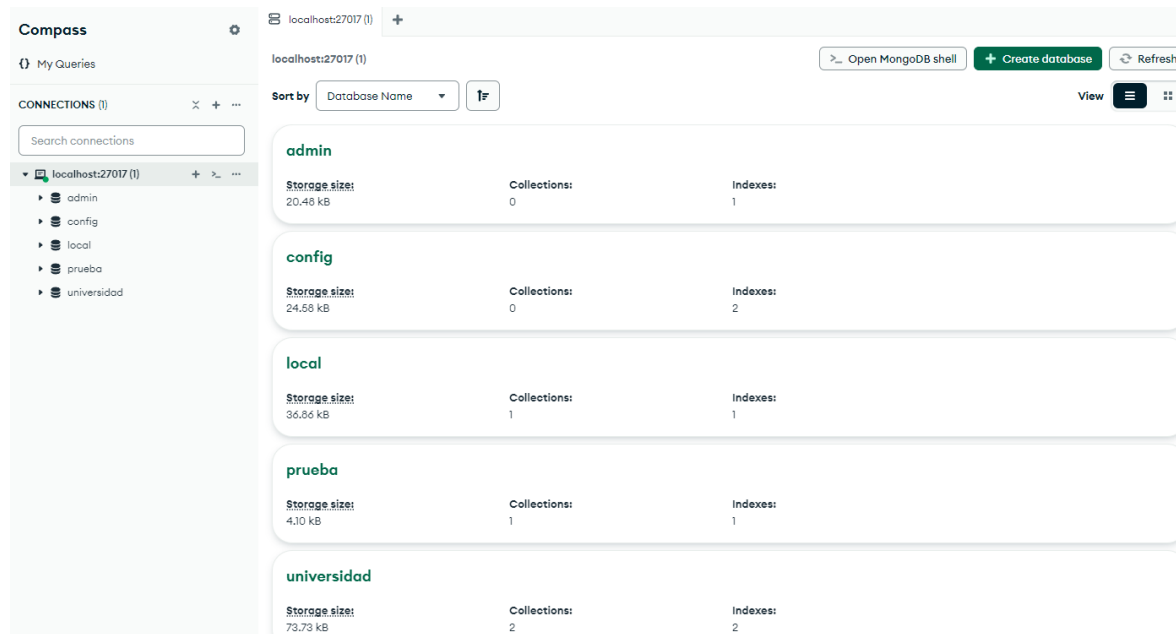 Compass
{} My Queries
CONNECTIONS (1)
Search connections
localhost:27017 (1)
admin
config
local
prueba
universidad
localhost:27017 (1)
localhost:27017 (1)
>_ Open MongoDB shell
+ Create database
Refresh
Sort by
Database Name
View
admin
Storage size: Collections: Indexes:
20.48 kB 0 1
config
Storage size: Collections: Indexes:
24.58 kB 0 2
local
Storage size: Collections: Indexes:
36.86 kB 1 1
prueba
Storage size: Collections: Indexes:
4.10 kB 1 1
universidad
Storage size: Collections: Indexes:
73.73 kB 2 2